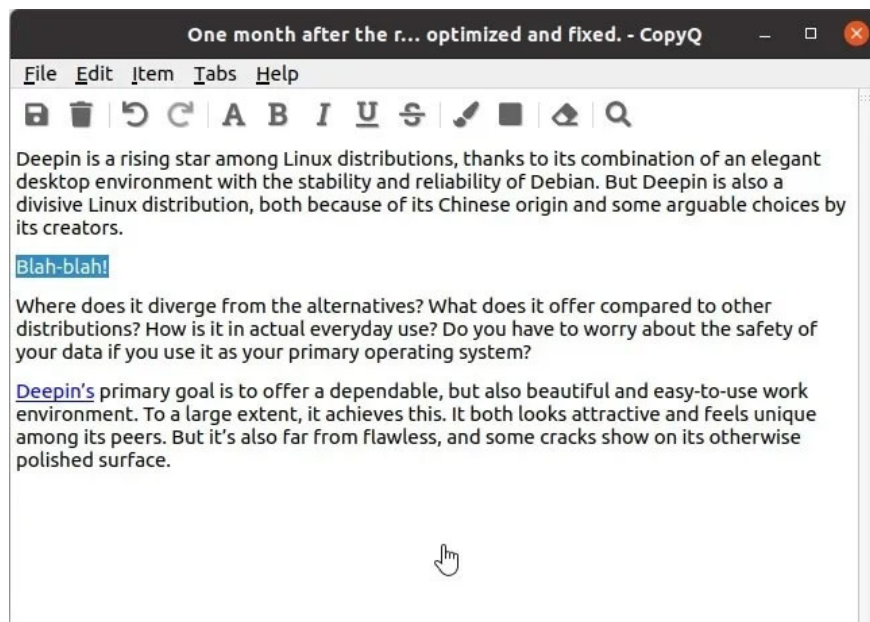 One month after the r... optimized and fixed. - CopyQ
File Edit Item Tabs Help
A B I U S
Deepin is a rising star among Linux distributions, thanks to its combination of an elegant
desktop environment with the stability and reliability of Debian. But Deepin is also a
divisive Linux distribution, both because of its Chinese origin and some arguable choices by
its creators.
Blah-blah!
Where does it diverge from the alternatives? What does it offer compared to other
distributions? How is it in actual everyday use? Do you have to worry about the safety of
your data if you use it as your primary operating system?
Deepin’s primary goal is to offer a dependable, but also beautiful and easy-to-use work
environment. To a large extent, it achieves this. It both looks attractive and feels unique
among its peers. But it’s also far from flawless, and some cracks show on its otherwise
polished surface.